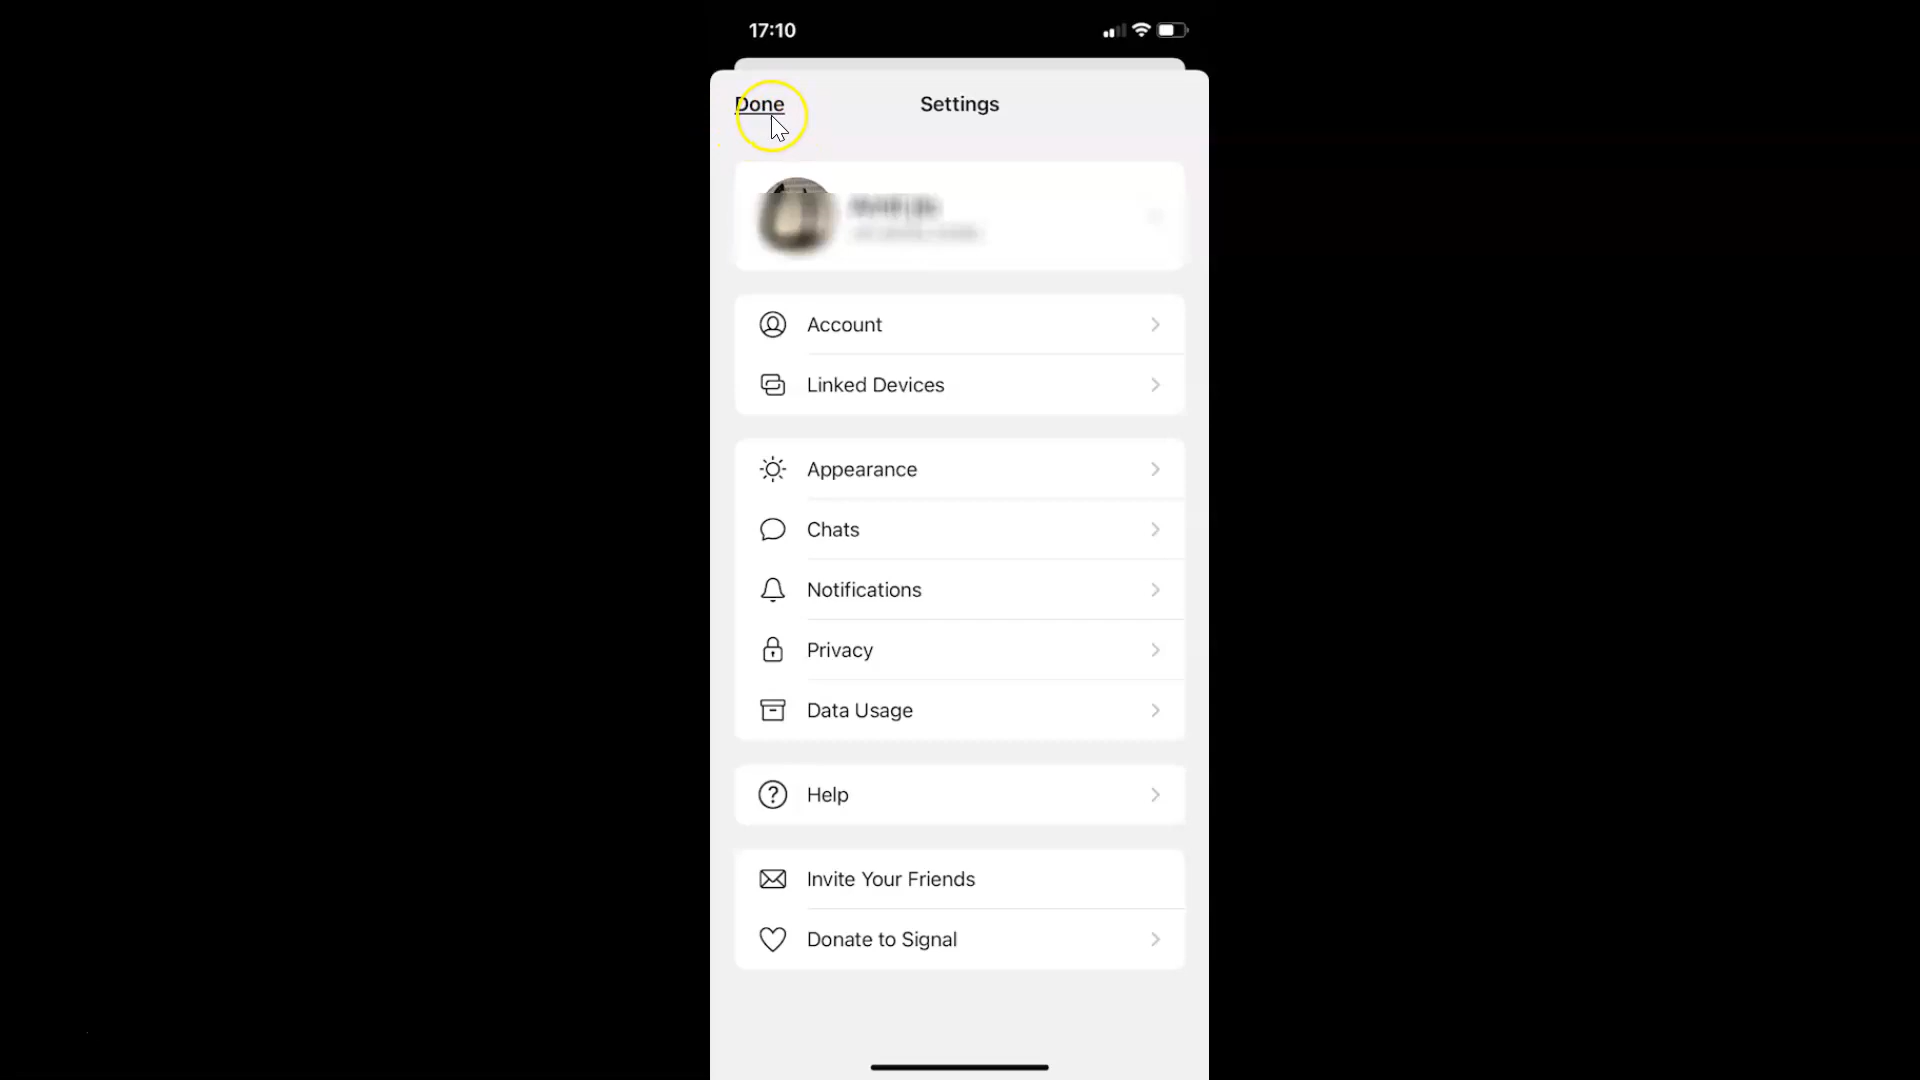 17:10
Done
Settings
Account
Linked Devices
Appearance
Chats
Notifications
Privacy
Data Usage
Help
Invite Your Friends
Donate to Signal